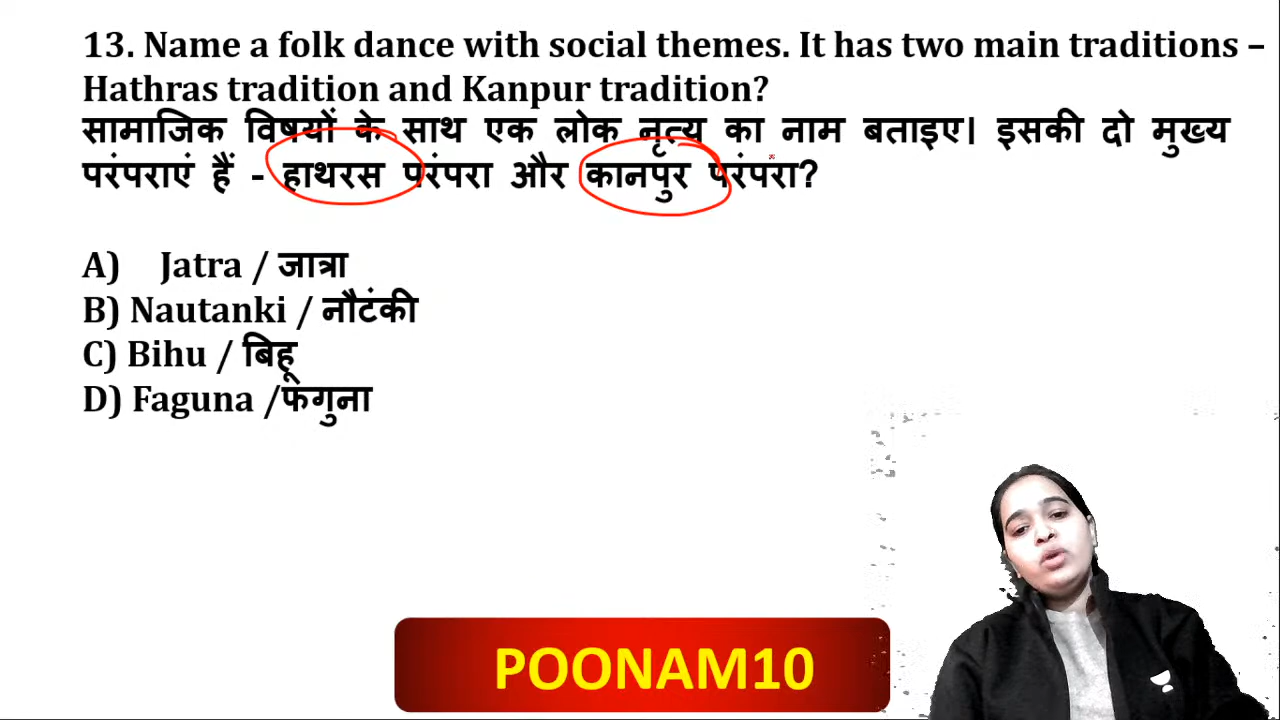 13. Name a folk dance with social themes. It has two main traditions –
Hathras tradition and Kanpur tradition?
सामाजिक विषयों के साथ एक लोक नृत्य का नाम बताइए। इसकी दो मुख्य
परंपराएं हैं - हाथरस परंपरा और कानपुर परंपरा?
A) Jatra / जात्रा
B) Nautanki / नौटंकी
C) Bihu / बिहू
D) Faguna /फगुना
POONAM10